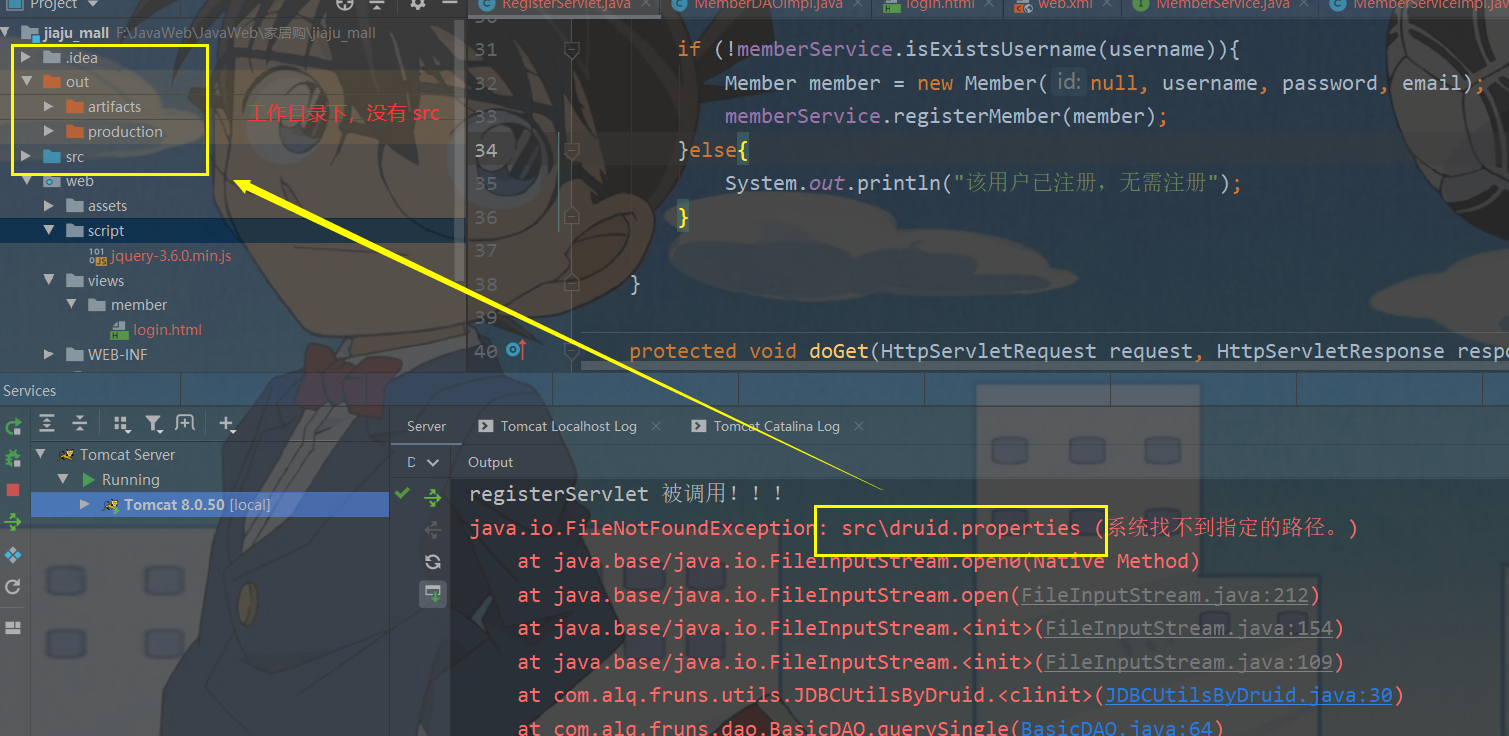 Project
jiaju_mall F:\JavaWeb\JavaWeb\家居购\jiaju_mall
.idea
out
artifacts
production
src
web
assets
script
jquery-3.6.0.min.js
views
member
login.html
WEB-INF
工作目录下，没有 src
RegisterServlet.java
MemberDAOImpl.java
login.html
web.xml
MemberService.java
MemberServiceImpl.jav
30
31 if (!memberService.isExistsUsername(username)){
32 Member member = new Member( id: null, username, password, email);
33 memberService.registerMember(member);
34 }else{
35 System.out.println("该用户已注册，无需注册");
36 }
37
38 }
39
40 protected void doGet(HttpServletRequest request, HttpServletResponse respo
Services
Tomcat Server
Running
Tomcat 8.0.50 [local]
Server
Tomcat Localhost Log
Tomcat Catalina Log
D
Output
registerServlet 被调用！！！
java.io.FileNotFoundException: src\druid.properties (系统找不到指定的路径。)
at java.base/java.io.FileInputStream.open0(Native Method)
at java.base/java.io.FileInputStream.open(FileInputStream.java:212)
at java.base/java.io.FileInputStream.<init>(FileInputStream.java:154)
at java.base/java.io.FileInputStream.<init>(FileInputStream.java:109)
at com.alq.fruns.utils.JDBCUtilsByDruid.<clinit>(JDBCUtilsByDruid.java:30)
at com.alq.fruns.dao.BasicDAO.querySingle(BasicDAO.java:64)